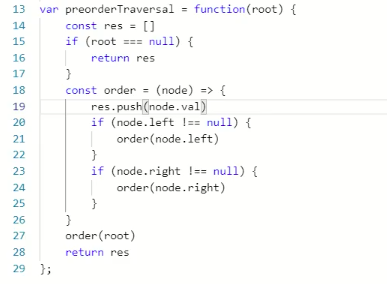 13 var preorderTraversal = function(root) {
14     const res = []
15     if (root === null) {
16         return res
17     }
18     const order = (node) => {
19         res.push(node.val)
20         if (node.left !== null) {
21             order(node.left)
22         }
23         if (node.right !== null) {
24             order(node.right)
25         }
26     }
27     order(root)
28     return res
29 };